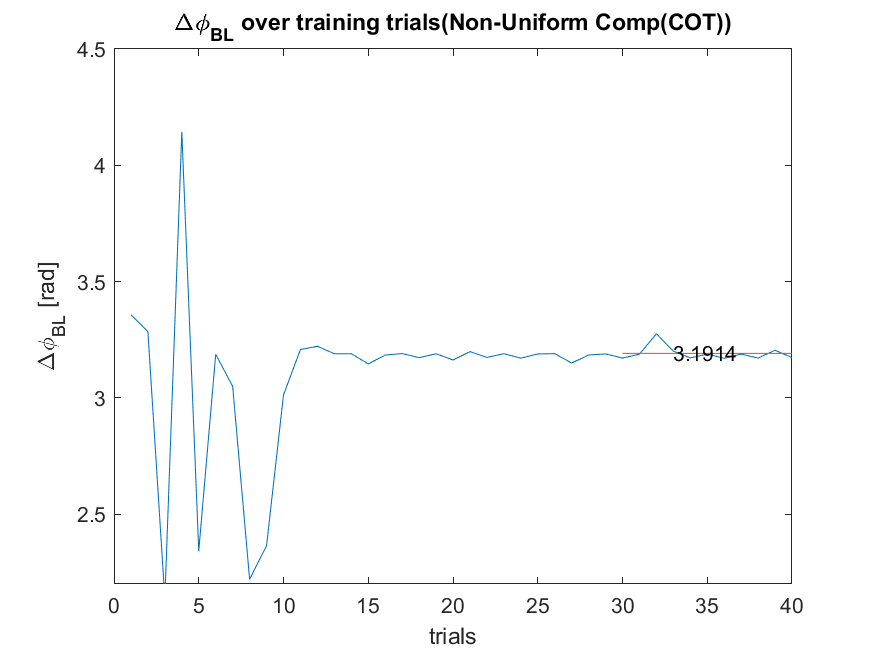 Δϕ_BL over training trials(Non-Uniform Comp(COT))
4.5
4
3.5
3
2.5
Δϕ_BL [rad]
3.1914
0 5 10 15 20 25 30 35 40
trials